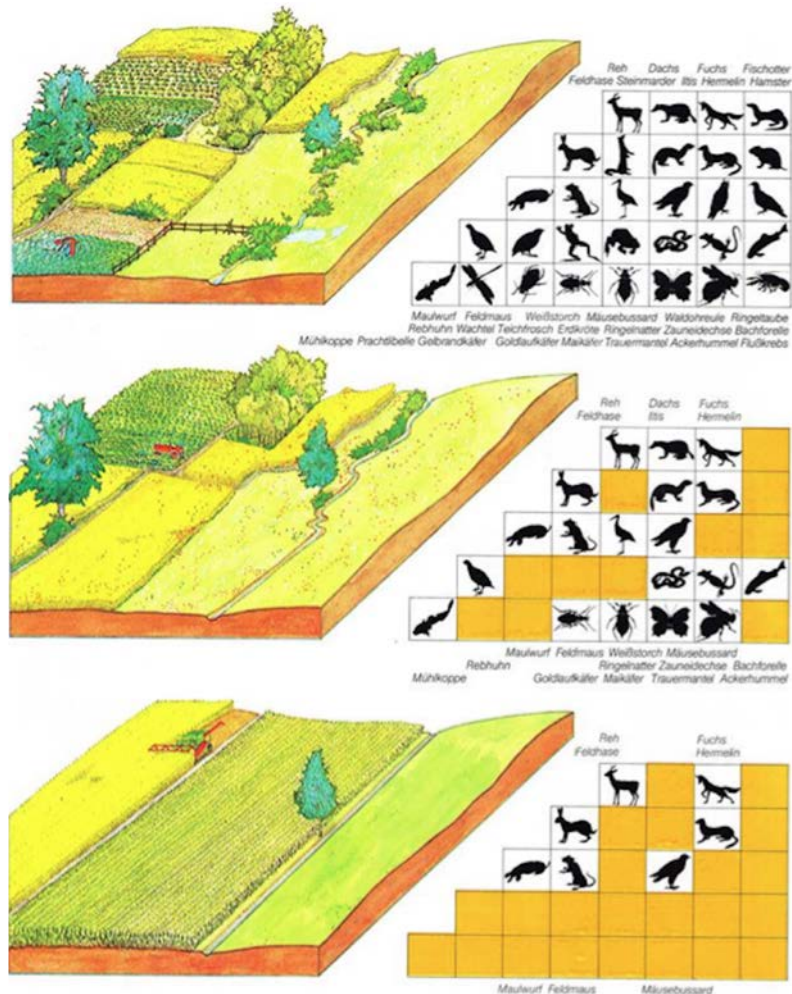 Reh Dachs Fuchs Fischotter
Feldhase Steinmarder Iltis Hermelin Hamster
Maulwurf Feldmaus Weißstorch Mäusebussard Waldohreule Ringeltaube
Rebhuhn Wachtel Teichfrosch Erdkröte Ringelnatter Zauneidechse Bachforelle
Mühlkoppe Prachtlibelle Gelbrandkäfer Goldlaufkäfer Maikäfer Trauermantel Ackerhummel Flußkrebs
Reh Dachs Fuchs
Feldhase Iltis Hermelin
Maulwurf Feldmaus Weißstorch Mäusebussard
Rebhuhn Ringelnatter Zauneidechse Bachforelle
Mühlkoppe Goldlaufkäfer Maikäfer Trauermantel Ackerhummel
Reh Fuchs
Feldhase Hermelin
Maulwurf Feldmaus Mäusebussard